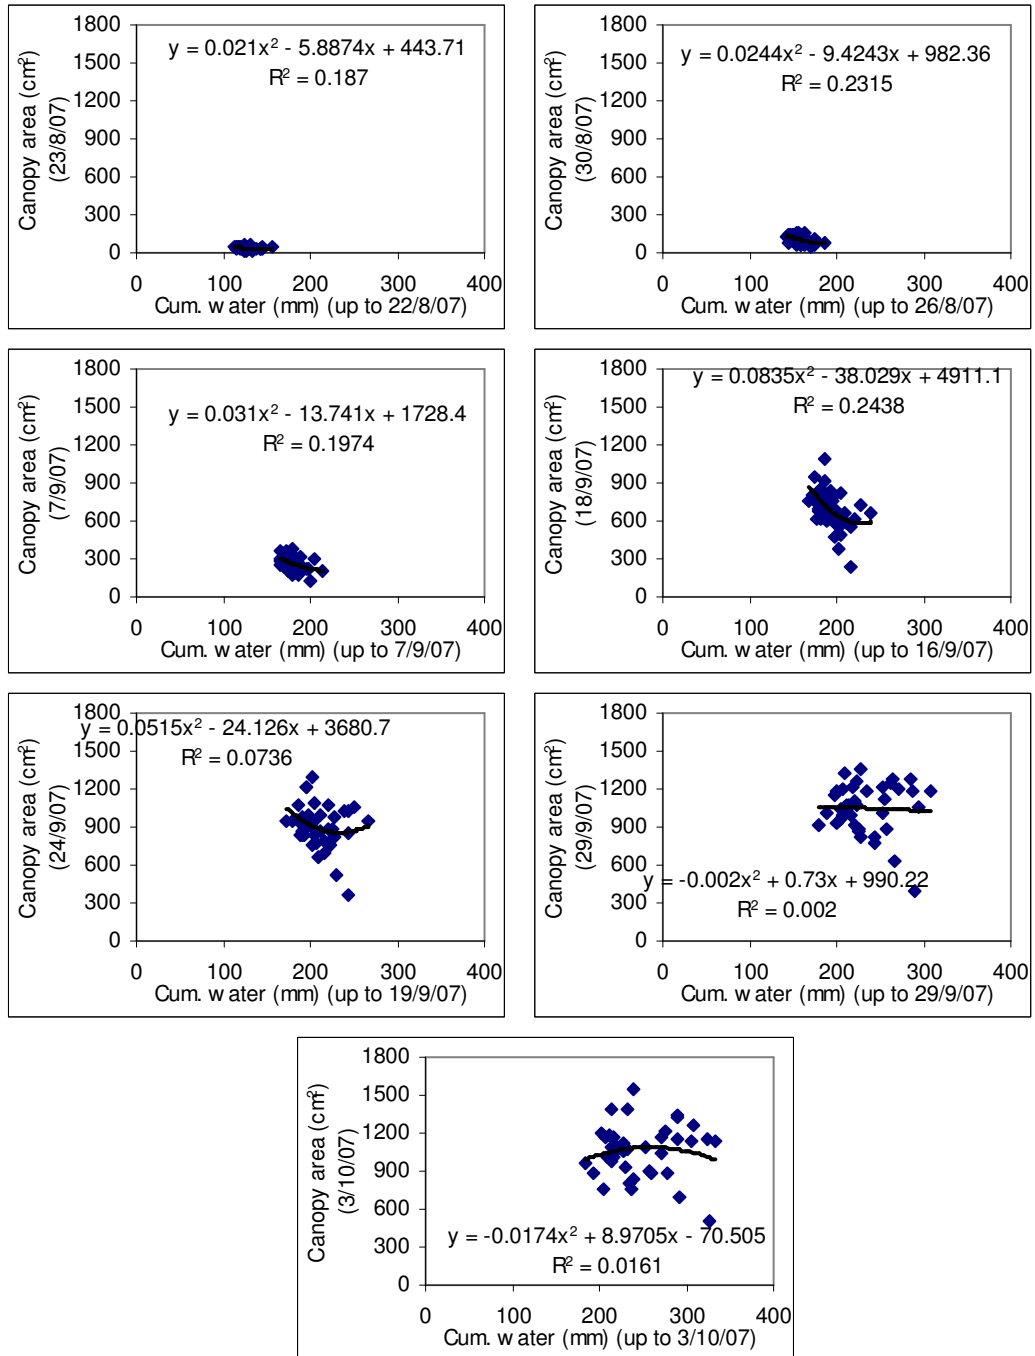 1800
1500
1200
900
600
300
0
Canopy area (cm²)
(23/8/07)
y = 0.021x² - 5.8874x + 443.71
R² = 0.187
0 100 200 300 400
Cum. water (mm) (up to 22/8/07)
1800
1500
1200
900
600
300
0
Canopy area (cm²)
(30/8/07)
y = 0.0244x² - 9.4243x + 982.36
R² = 0.2315
0 100 200 300 400
Cum. water (mm) (up to 26/8/07)
1800
1500
1200
900
600
300
0
Canopy area (cm²)
(7/9/07)
y = 0.031x² - 13.741x + 1728.4
R² = 0.1974
0 100 200 300 400
Cum. water (mm) (up to 7/9/07)
1800
1500
1200
900
600
300
0
Canopy area (cm²)
(18/9/07)
y = 0.0835x² - 38.029x + 4911.1
R² = 0.2438
0 100 200 300 400
Cum. water (mm) (up to 16/9/07)
1800
1500
1200
900
600
300
0
Canopy area (cm²)
(24/9/07)
y = 0.0515x² - 24.126x + 3680.7
R² = 0.0736
0 100 200 300 400
Cum. water (mm) (up to 19/9/07)
1800
1500
1200
900
600
300
0
Canopy area (cm²)
(29/9/07)
y = -0.002x² + 0.73x + 990.22
R² = 0.002
0 100 200 300 400
Cum. water (mm) (up to 29/9/07)
1800
1500
1200
900
600
300
0
Canopy area (cm²)
(3/10/07)
y = -0.0174x² + 8.9705x - 70.505
R² = 0.0161
0 100 200 300 400
Cum. water (mm) (up to 3/10/07)